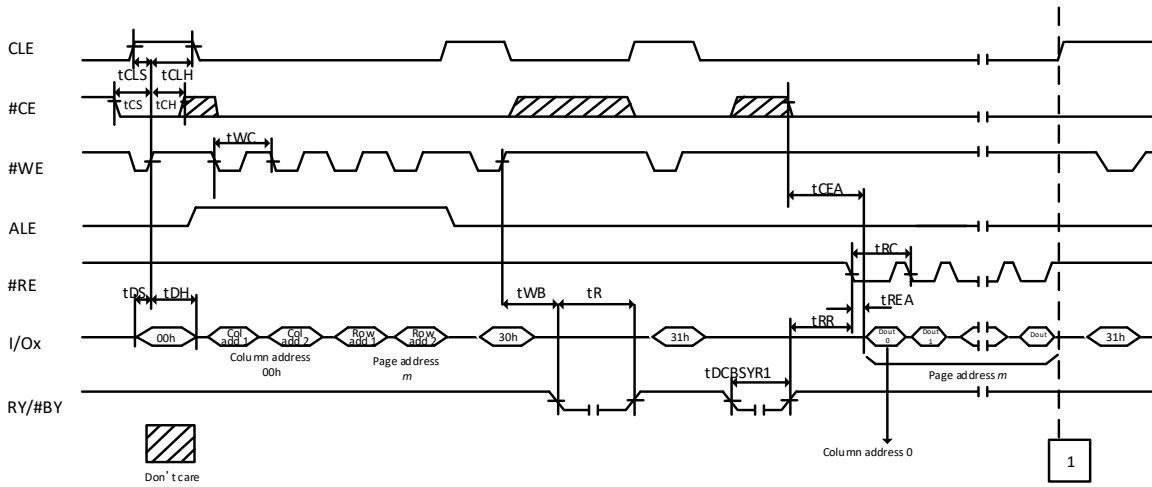 CLE
tCLS tCLH
#CE
tCS tCH
tWC
#WE
tCEA
ALE
tRC
#RE
tDS tDH tWB tR tREA
tRR
I/Ox
00h Col add 1 Col add 2 Row add 1 Row add 2 30h 31h Dout 0 Dout 1 Dout 31h
Column address
00h
Page address
m
Page address m
tDCBSYR1
RY/#BY
Column address 0
1
Don't care